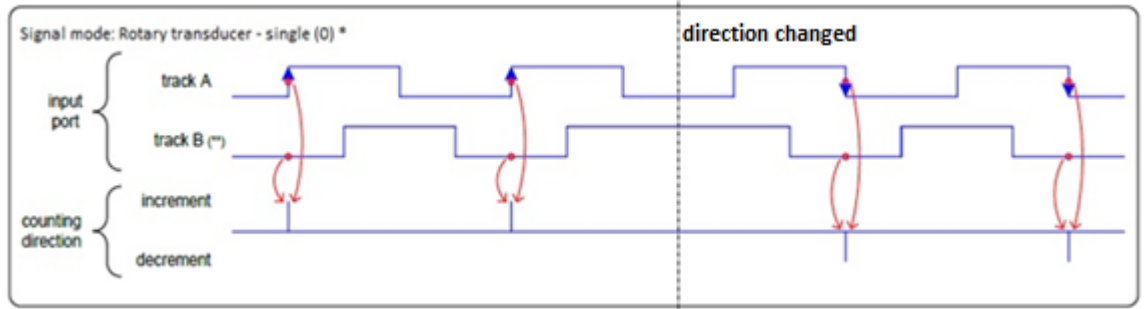 direction changed
Signal mode: Rotary transducer - single (0) *
track A
input
port
track B (**)
increment
counting
direction
decrement